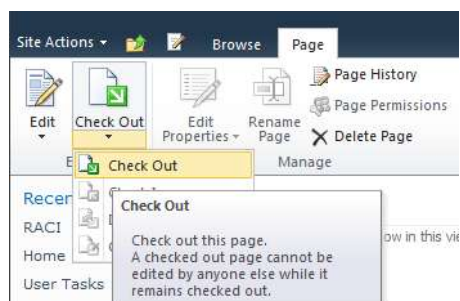 Site Actions Browse Page
Edit
Check Out
Edit Properties
Rename Page
Page History
Page Permissions
Delete Page
Manage
Check Out
Recen
RACI
Home
User Tasks
Check Out
Check out this page.
A checked out page cannot be
edited by anyone else while it
remains checked out.
ow in this vie